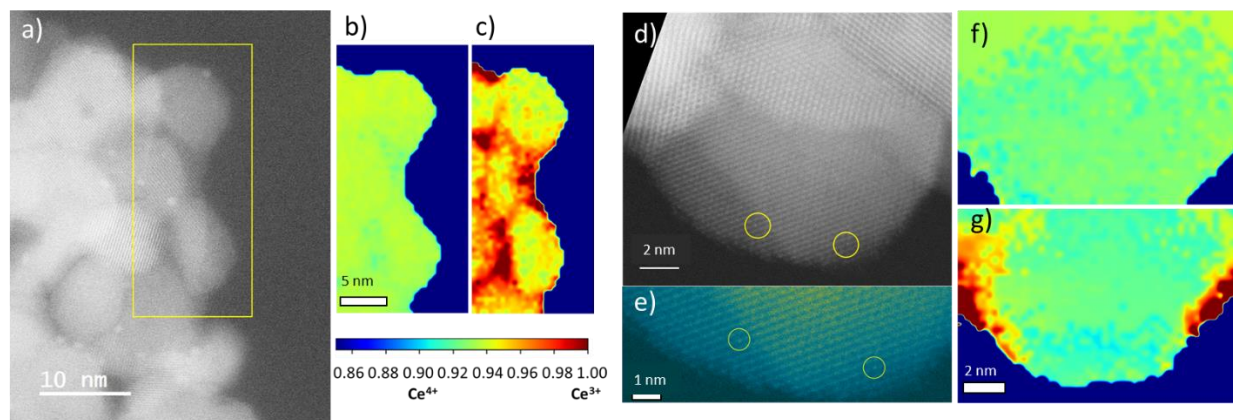 a)
10 nm
b)
c)
5 nm
0.86 0.88 0.90 0.92 0.94 0.96 0.98 1.00
Ce4+ Ce3+
d)
2 nm
e)
1 nm
f)
g)
2 nm